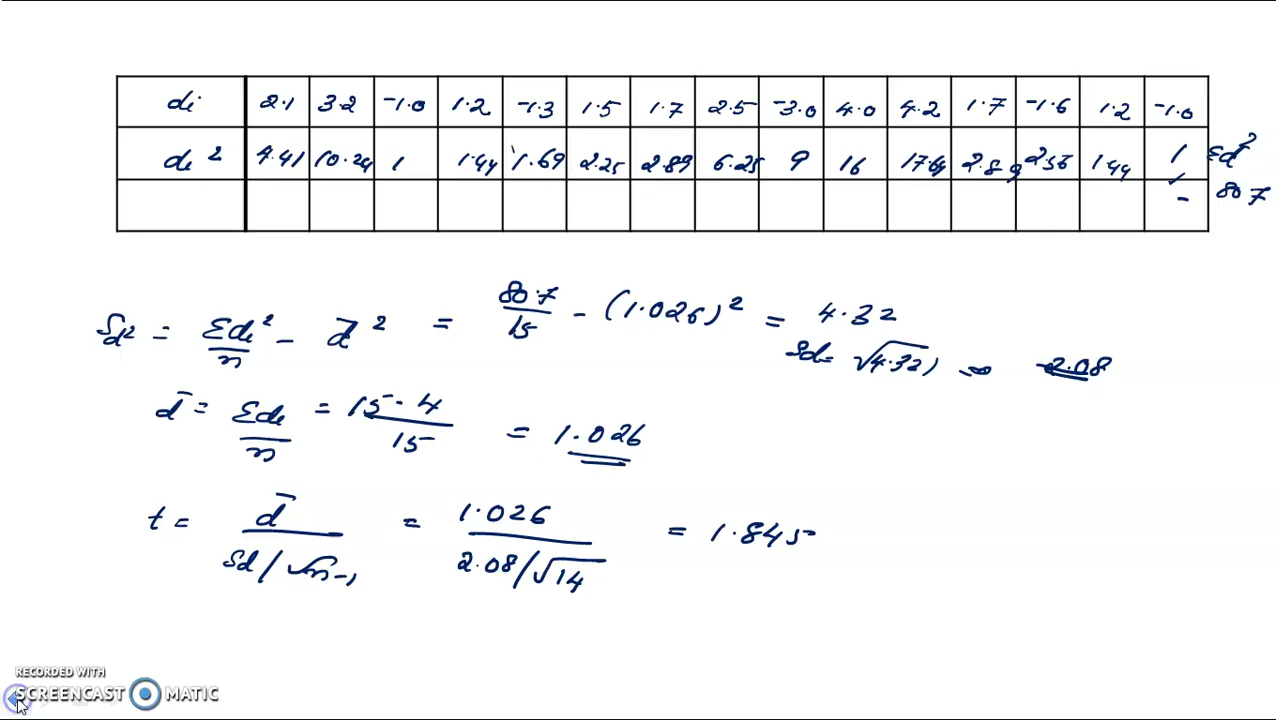 di 2.1 3.2 -1.0 1.2 -1.3 1.5 1.7 2.5 -3.0 4.0 4.2 1.7 -1.6 1.2 -1.0
di² 4.41 10.24 1 1.44 1.69 2.25 2.89 6.25 9 16 17.64 2.89 2.56 1.44 1 Σd²
- 80.7
Sd² = Σdi²/n - d̄² = 80.7/15 - (1.026)² = 4.32
Sd = √(4.32) = 2.08
d̄ = Σdi/n = 15.4/15 = 1.026
t = d̄/(Sd/√n-1) = 1.026/(2.08/√14) = 1.845
RECORDED WITH
SCREENCAST MATIC